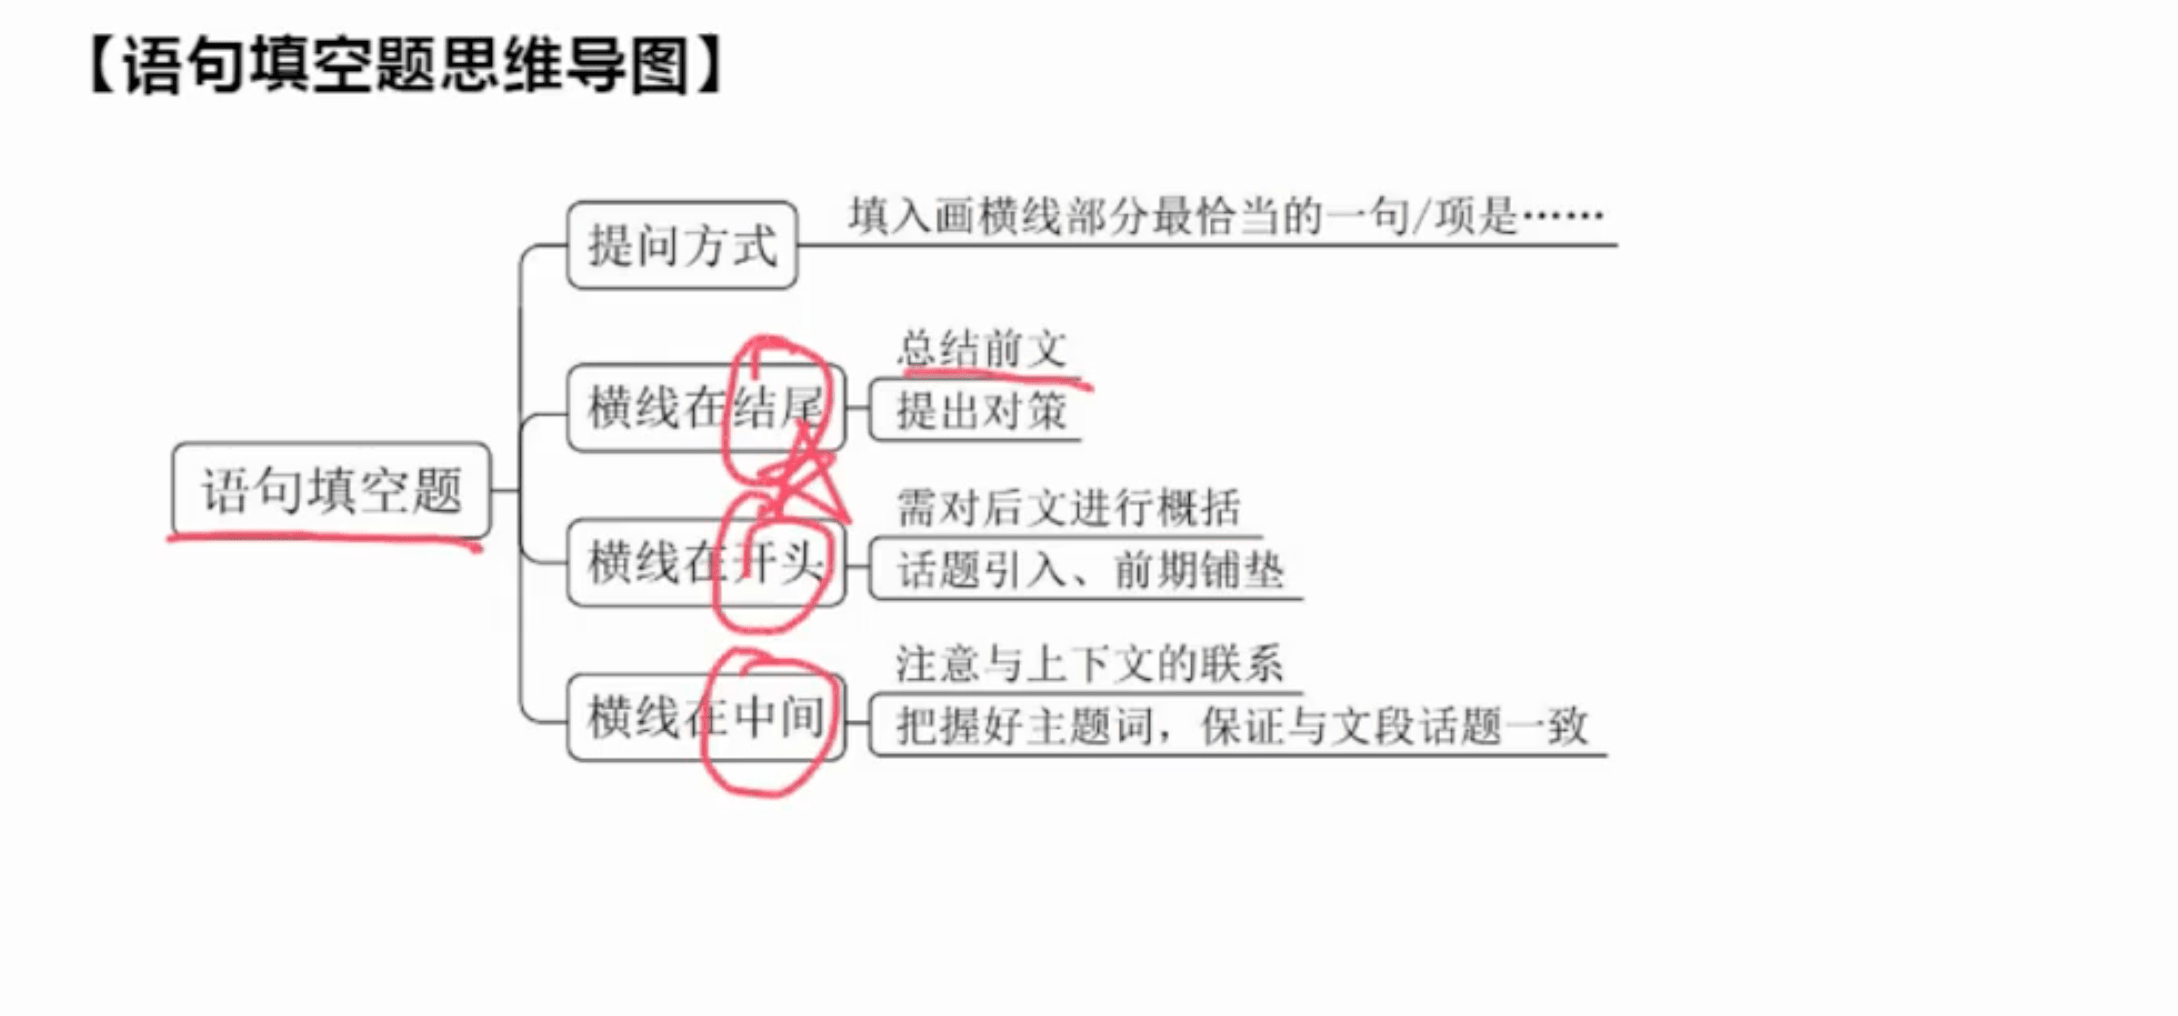 【语句填空题思维导图】
提问方式
填入画横线部分最恰当的一句/项是……
横线在结尾
总结前文
提出对策
语句填空题
横线在开头
需对后文进行概括
话题引入、前期铺垫
横线在中间
注意与上下文的联系
把握好主题词，保证与文段话题一致